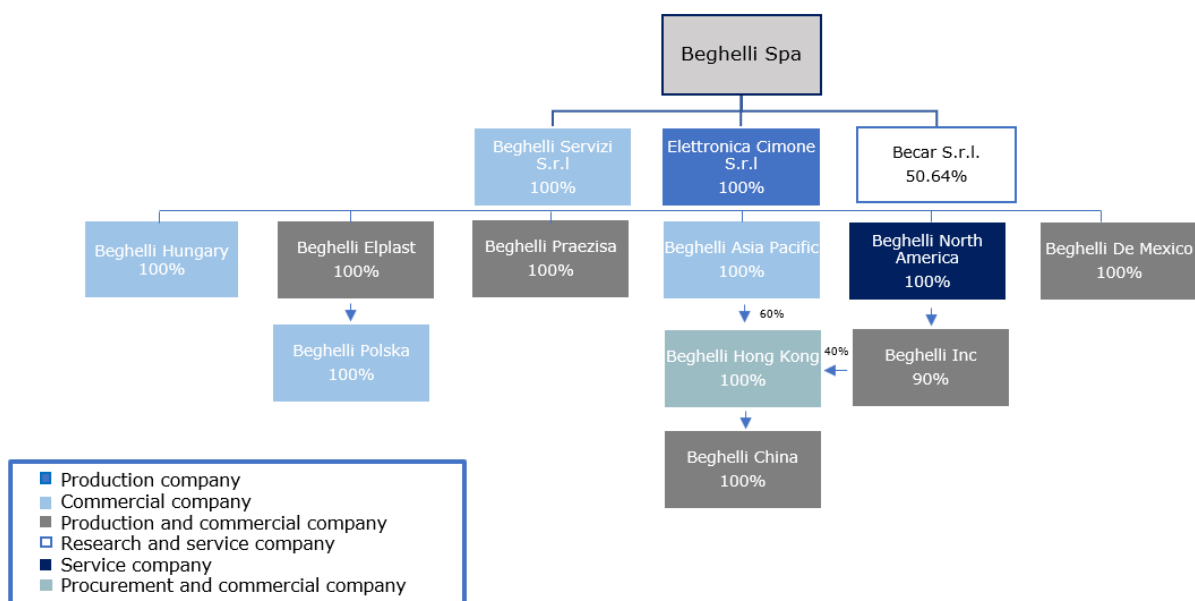 Beghelli Spa
Beghelli Servizi
S.r.l
100%
Elettronica Cimone
S.r.l
100%
Becar S.r.l.
50.64%
Beghelli Hungary
100%
Beghelli Elplast
100%
Beghelli Praezisa
100%
Beghelli Asia Pacific
100%
Beghelli North
America
100%
Beghelli De Mexico
100%
60%
Beghelli Polska
100%
Beghelli Hong Kong
100%
40%
Beghelli Inc
90%
Beghelli China
100%
Production company
Commercial company
Production and commercial company
Research and service company
Service company
Procurement and commercial company